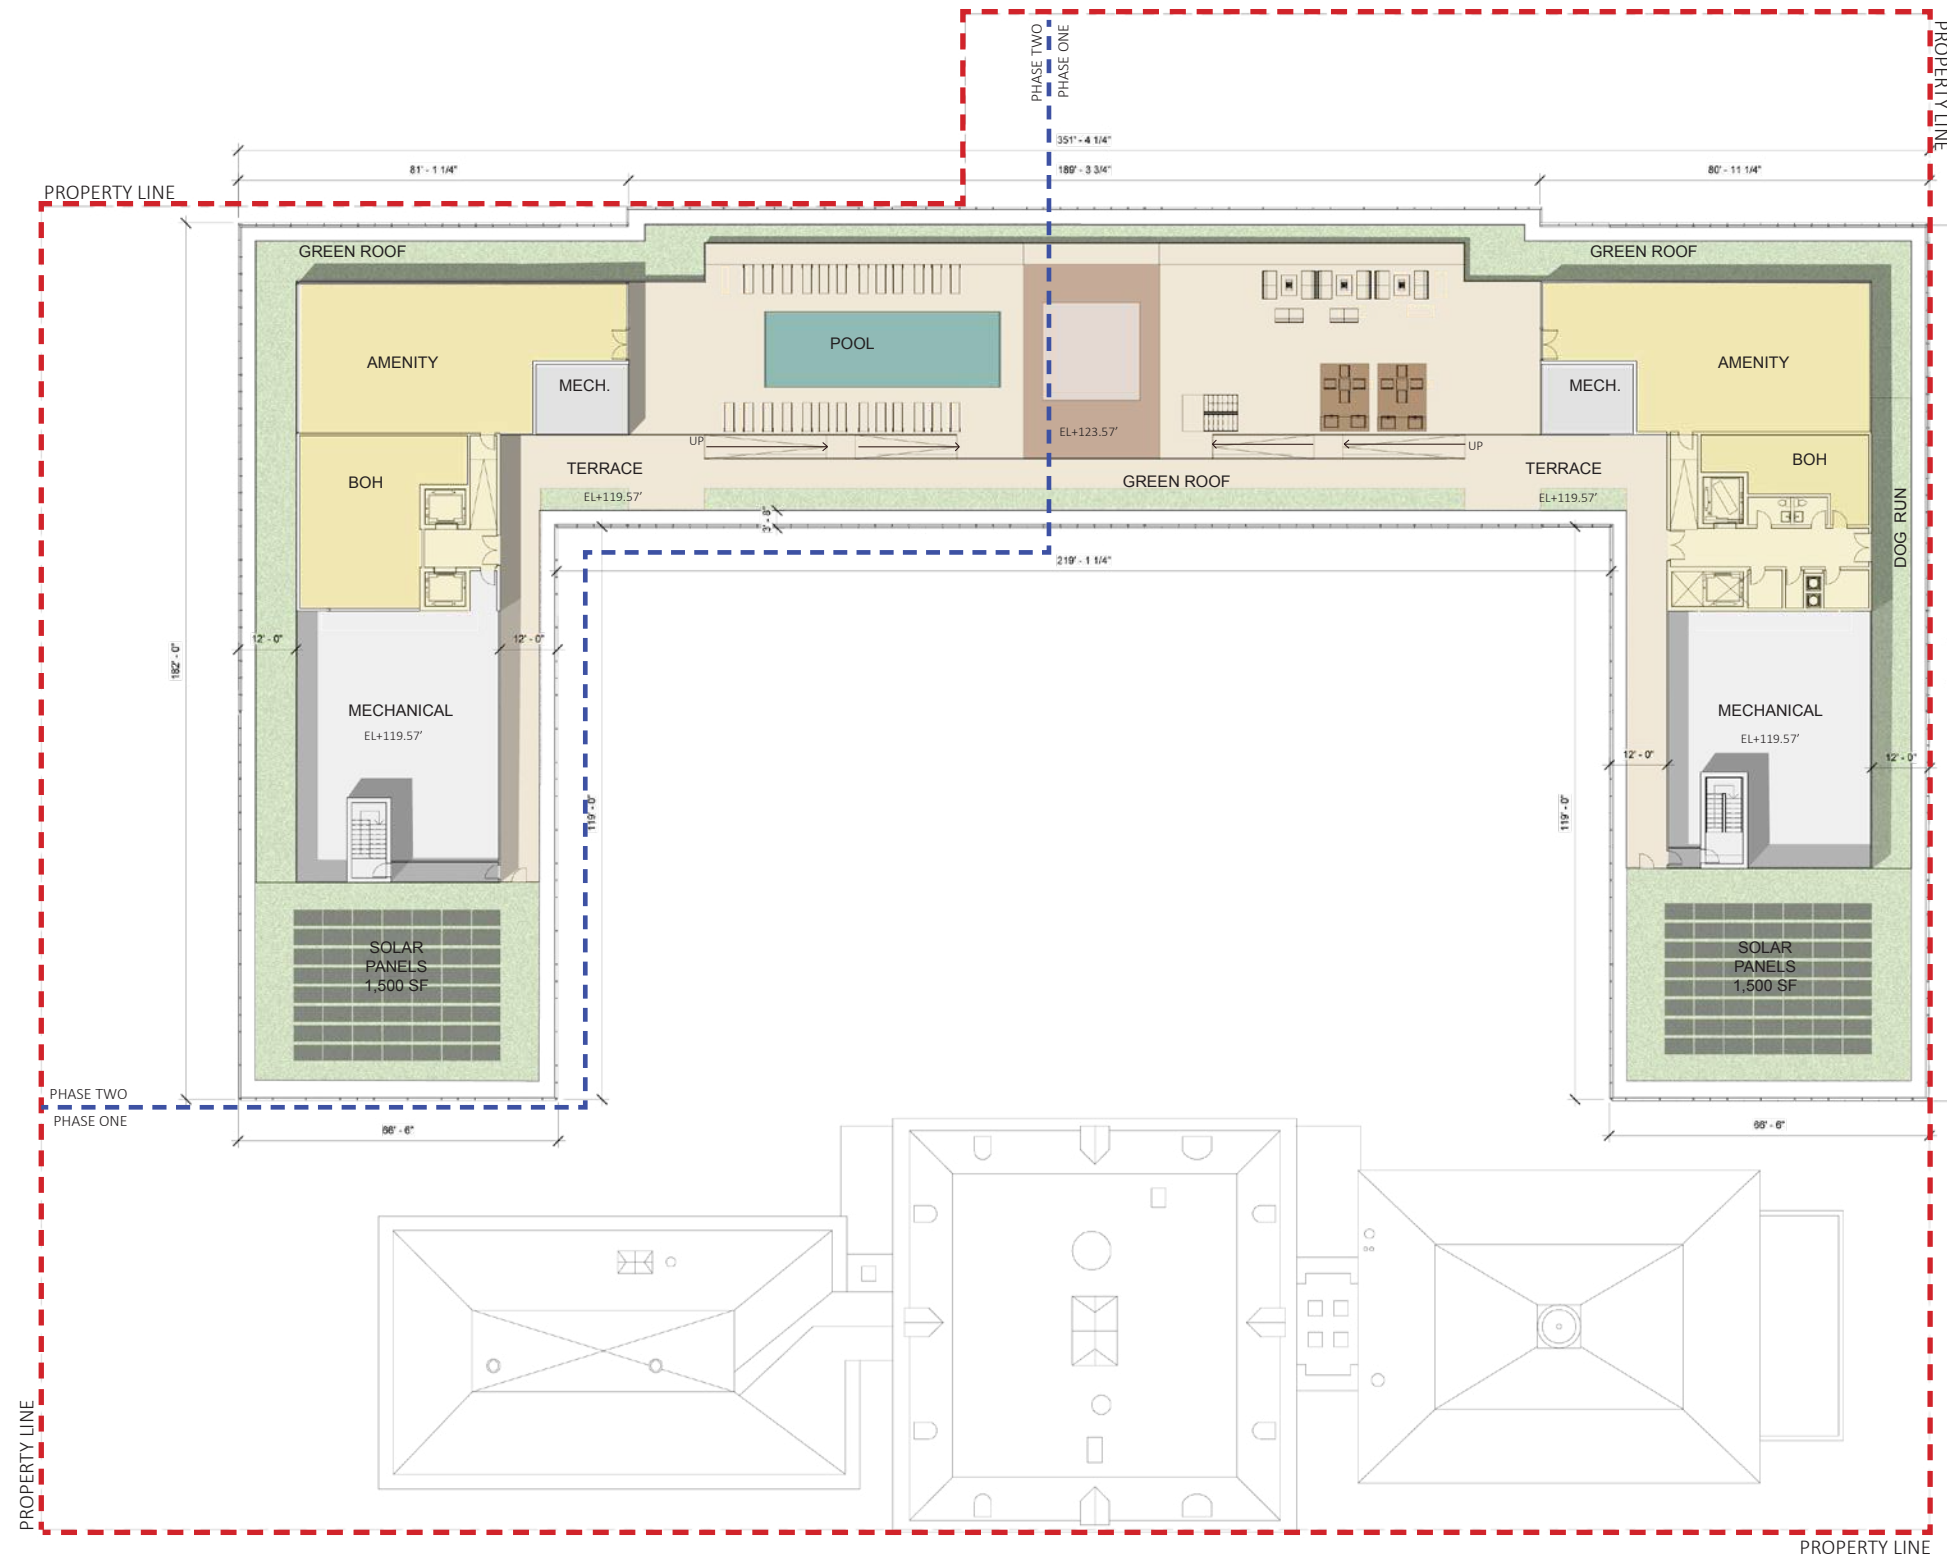 PHASE TWO
PHASE ONE
PROPERTY LINE
351' - 4 1/4"
81' - 1 1/4"
189' - 3 3/4"
80' - 11 1/4"
PROPERTY LINE
GREEN ROOF
GREEN ROOF
POOL
AMENITY
AMENITY
MECH.
MECH.
EL+123.57'
UP
UP
TERRACE
TERRACE
BOH
BOH
GREEN ROOF
EL+119.57'
EL+119.57'
3' - 8"
DOG RUN
219' - 1 1/4"
12' - 0"
12' - 0"
182' - 0"
MECHANICAL
EL+119.57'
MECHANICAL
EL+119.57'
12' - 0"
12' - 0"
119' - 0"
119' - 0"
SOLAR
PANELS
1,500 SF
SOLAR
PANELS
1,500 SF
PHASE TWO
PHASE ONE
66' - 6"
66' - 6"
PROPERTY LINE
PROPERTY LINE